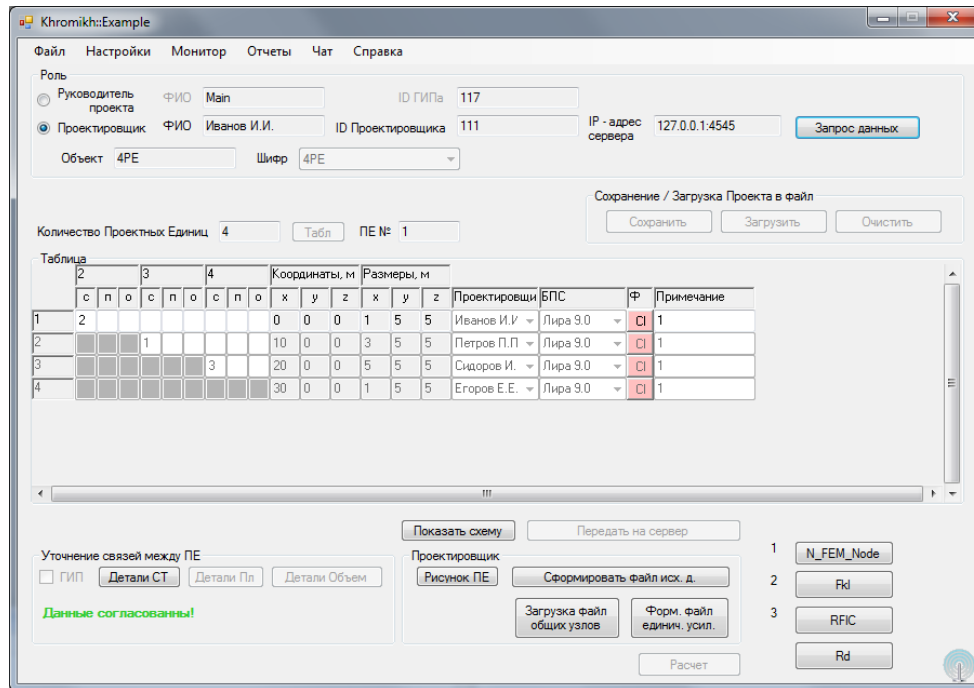 Khromikh::Example
Файл Настройки Монитор Отчеты Чат Справка
Роль
Руководитель проекта ФИО Main ID ГИПа 117
Проектировщик ФИО Иванов И.И. ID Проектировщика 111 IP - адрес сервера 127.0.0.1:4545 Запрос данных
Объект 4PE Шифр 4PE
Сохранение / Загрузка Проекта в файл
Сохранить Загрузить Очистить
Количество Проектных Единиц 4 Табл ПЕ № 1
Таблица
2 3 4 Координаты, м Размеры, м
с п о с п о с п о x y z x y z Проектировщи БПС Ф Примечание
1 2 0 0 0 1 5 5 Иванов И.И Лира 9.0 Cl 1
2 1 10 0 0 3 5 5 Петров П.П Лира 9.0 Cl 1
3 3 20 0 0 5 5 5 Сидоров И. Лира 9.0 Cl 1
4 30 0 0 1 5 5 Егоров Е.Е. Лира 9.0 Cl 1
Показать схему Передать на сервер
Уточнение связей между ПЕ
ГИП Детали СТ Детали Пл Детали Объем
Данные согласованны!
Проектировщик
Рисунок ПЕ Сформировать файл исх. д.
Загрузка файл общих узлов Форм. файл единич. усил.
Расчет
1 N_FEM_Node
2 Fkl
3 RFIC
Rd